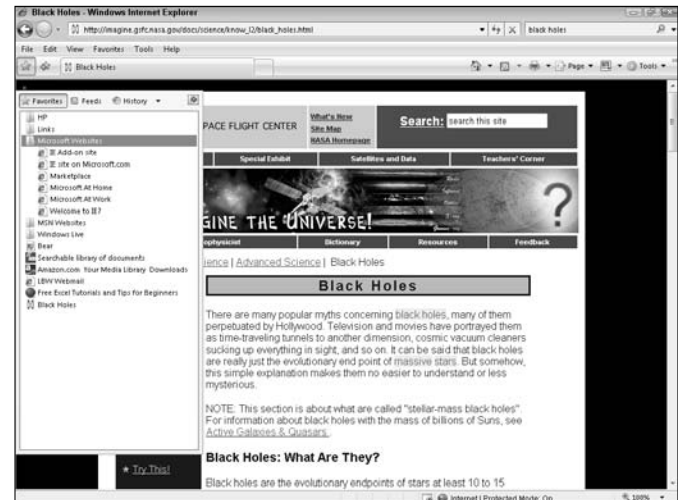 Black Holes - Windows Internet Explorer
http://imagine.gsfc.nasa.gov/docs/science/know_l2/black_holes.html
black holes
File Edit View Favorites Tools Help
Black Holes
Page
Tools
Favorites Feeds History
HP
Links
Microsoft Websites
IE Add-on site
IE site on Microsoft.com
Marketplace
Microsoft At Home
Microsoft At Work
Welcome to IE7
MSN Websites
Windows Live
Bear
Searchable library of documents
Amazon.com Your Media Library Downloads
LBW Webmail
Free Excel Tutorials and Tips for Beginners
Black Holes
PACE FLIGHT CENTER
What's New
Site Map
NASA Homepage
Search: search this site
Special Exhibit Satellites and Data Teachers' Corner
GINE THE UNIVERSE!
?
ophysicist Dictionary Resources Feedback
ience | Advanced Science | Black Holes
Black Holes
There are many popular myths concerning black holes, many of them
perpetuated by Hollywood. Television and movies have portrayed them
as time-traveling tunnels to another dimension, cosmic vacuum cleaners
sucking up everything in sight, and so on. It can be said that black holes
are really just the evolutionary end point of massive stars. But somehow,
this simple explanation makes them no easier to understand or less
mysterious.
NOTE: This section is about what are called "stellar-mass black holes".
For information about black holes with the mass of billions of Suns, see
Active Galaxies & Quasars .
Black Holes: What Are They?
Try This!
Black holes are the evolutionary endpoints of stars at least 10 to 15
Internet | Protected Mode: On
100%